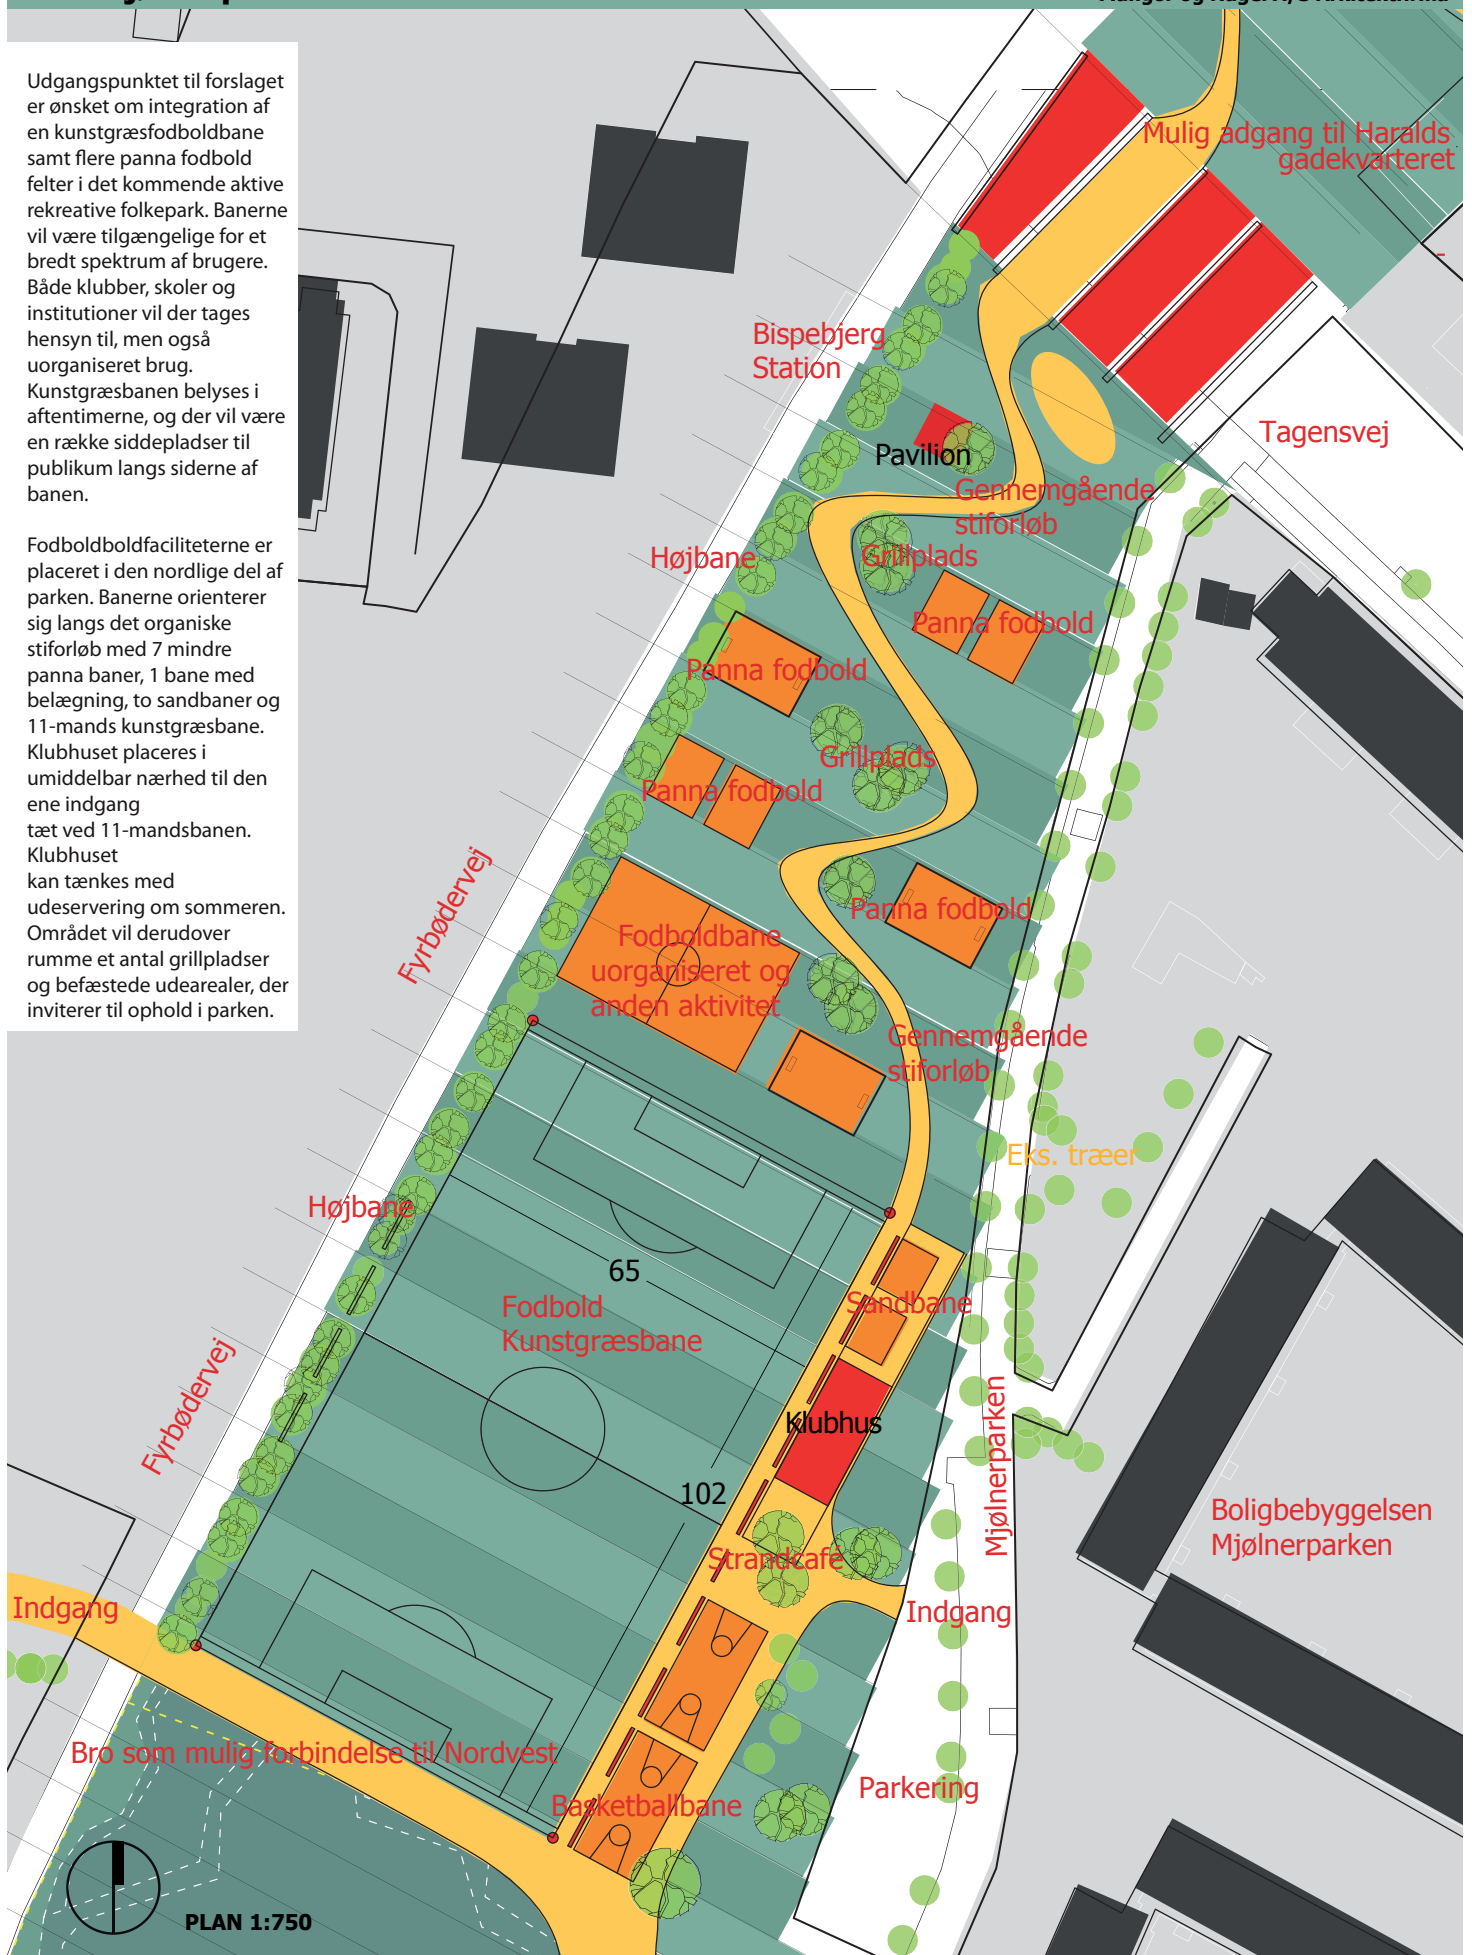 Udgangspunktet til forslaget
er ønsket om integration af
en kunstgræsfodboldbane
samt flere panna fodbold
felter i det kommende aktive
rekreative folkepark. Banerne
vil være tilgængelige for et
bredt spektrum af brugere.
Både klubber, skoler og
institutioner vil der tages
hensyn til, men også
uorganiseret brug.
Kunstgræsbanen belyses i
aftentimerne, og der vil være
en række siddepladser til
publikum langs siderne af
banen.
Fodboldboldfaciliteterne er
placeret i den nordlige del af
parken. Banerne orienterer
sig langs det organiske
stiforløb med 7 mindre
panna baner, 1 bane med
belægning, to sandbaner og
11-mands kunstgræsbane.
Klubhuset placeres i
umiddelbar nærhed til den
ene indgang
tæt ved 11-mandsbanen.
Klubhuset
kan tænkes med
udeservering om sommeren.
Området vil derudover
rumme et antal grillpladser
og befæstede udearealer, der
inviterer til ophold i parken.
Mulig adgang til Haralds
gadekvarteret
-
Bispebjerg
Station
Tagensvej
Pavilion
Gennemgående
stiforløb
Højbane
Grillplads
Panna fodbold
Panna fodbold
Grillplads
Panna fodbold
Fyrbødervej
Panna fodbold
Fodboldbane
uorganiseret og
anden aktivitet
Gennemgående
stiforløb
Eks. træer
Højbane
65
Fodbold
Kunstgræsbane
Sandbane
Fyrbødervej
Klubhus
Mjølnerparken
102
Boligbebyggelsen
Mjølnerparken
Strandcafé
Indgang
Indgang
Bro som mulig forbindelse til Nordvest
Parkering
Basketballbane
PLAN 1:750